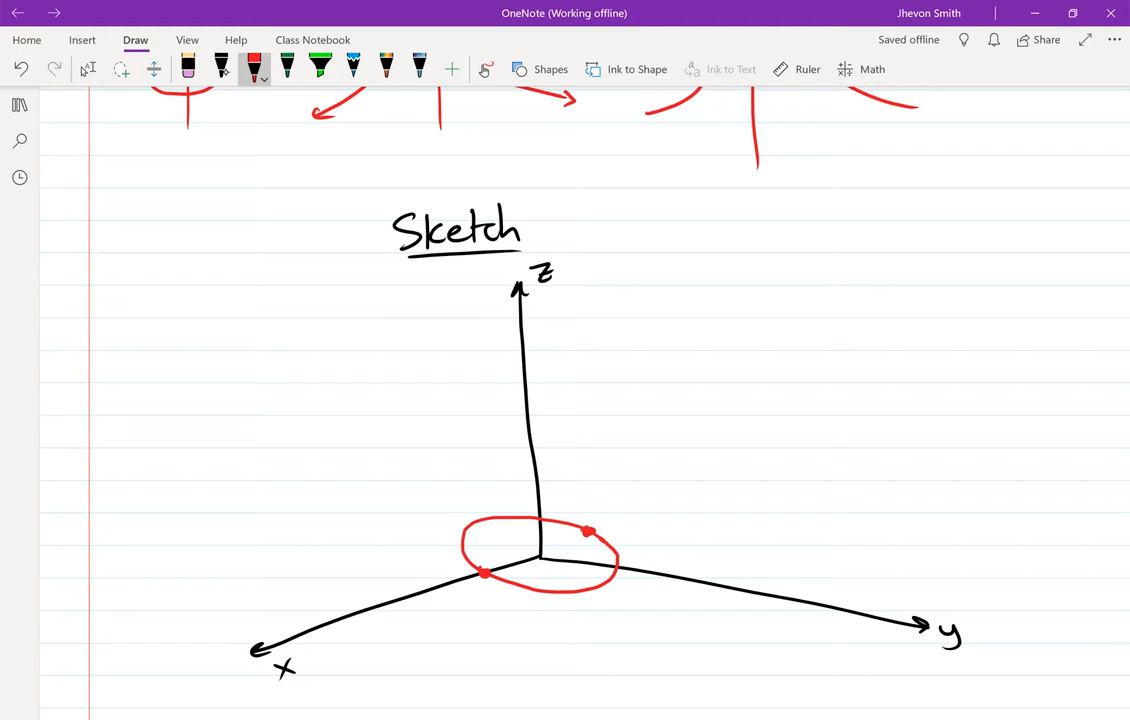 OneNote (Working offline)
Jhevon Smith
Home Insert Draw View Help Class Notebook
Saved offline
Share
Shapes
Ink to Shape
Ink to Text
Ruler
Math
Sketch
z
y
x